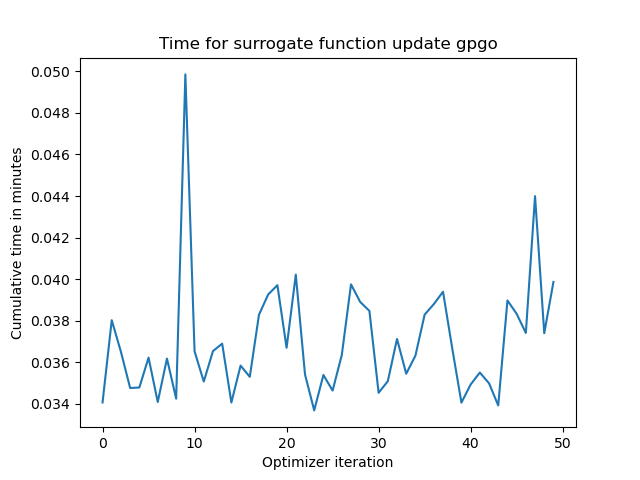 Time for surrogate function update gpgo
Cumulative time in minutes
0.050
0.048
0.046
0.044
0.042
0.040
0.038
0.036
0.034
0 10 20 30 40 50
Optimizer iteration